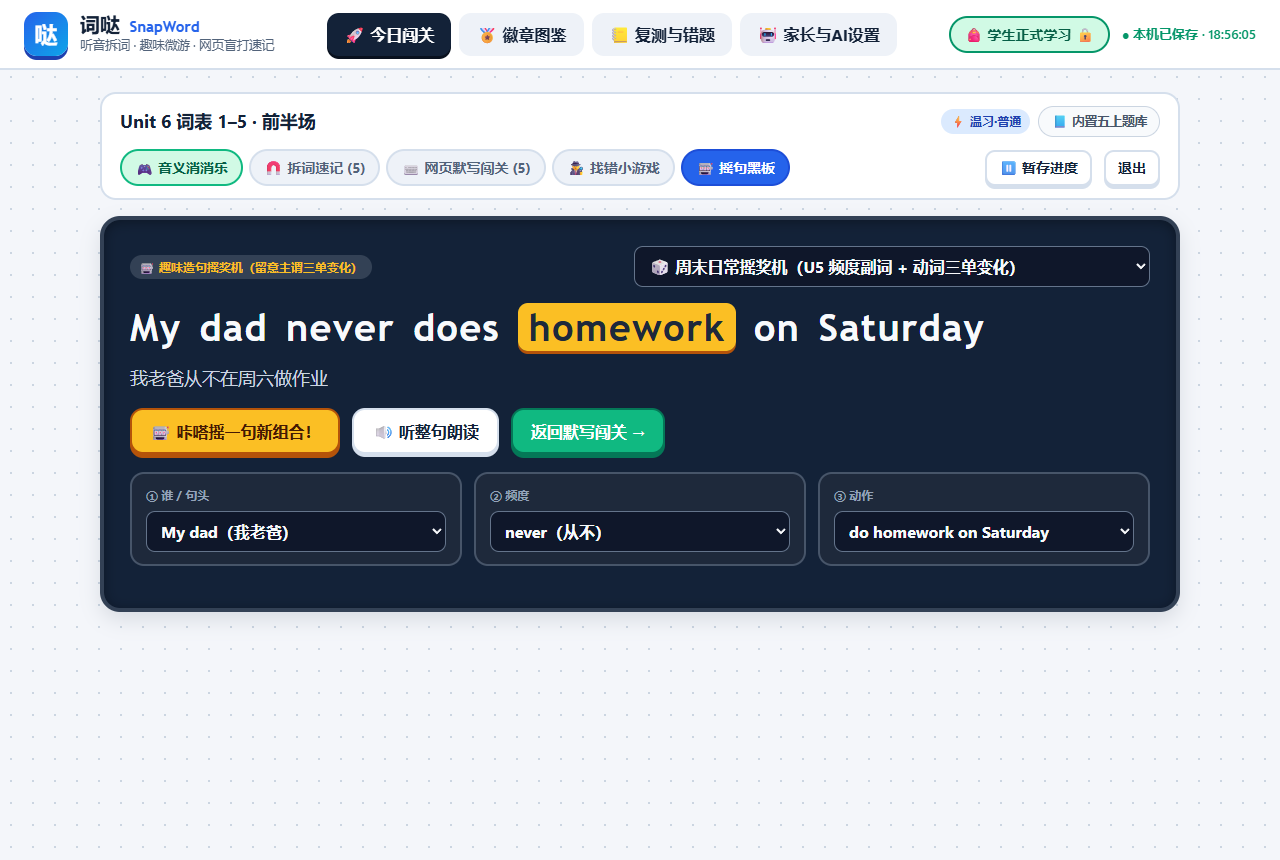 哒 词哒 SnapWord
听音拆词 · 趣味微游 · 网页盲打速记
🚀 今日闯关
🏅 徽章图鉴
📒 复测与错题
🤖 家长与AI设置
🎒 学生正式学习 🔒
● 本机已保存 · 18:56:05
Unit 6 词表 1–5 · 前半场
⚡ 温习·普通
📘 内置五上题库
🎮 音义消消乐
🧲 拆词速记 (5)
⌨️ 网页默写闯关 (5)
🕵️ 找错小游戏
🎰 摇句黑板
⏸️ 暂存进度
退出
🎰 趣味造句摇奖机（留意主谓三单变化）
🎲 周末日常摇奖机（U5 频度副词 + 动词三单变化）
My dad never does homework on Saturday
我老爸从不在周六做作业
🎰 咔嗒摇一句新组合！
🔊 听整句朗读
返回默写闯关 →
① 谁 / 句头
② 频度
③ 动作
My dad（我老爸）
never（从不）
do homework on Saturday